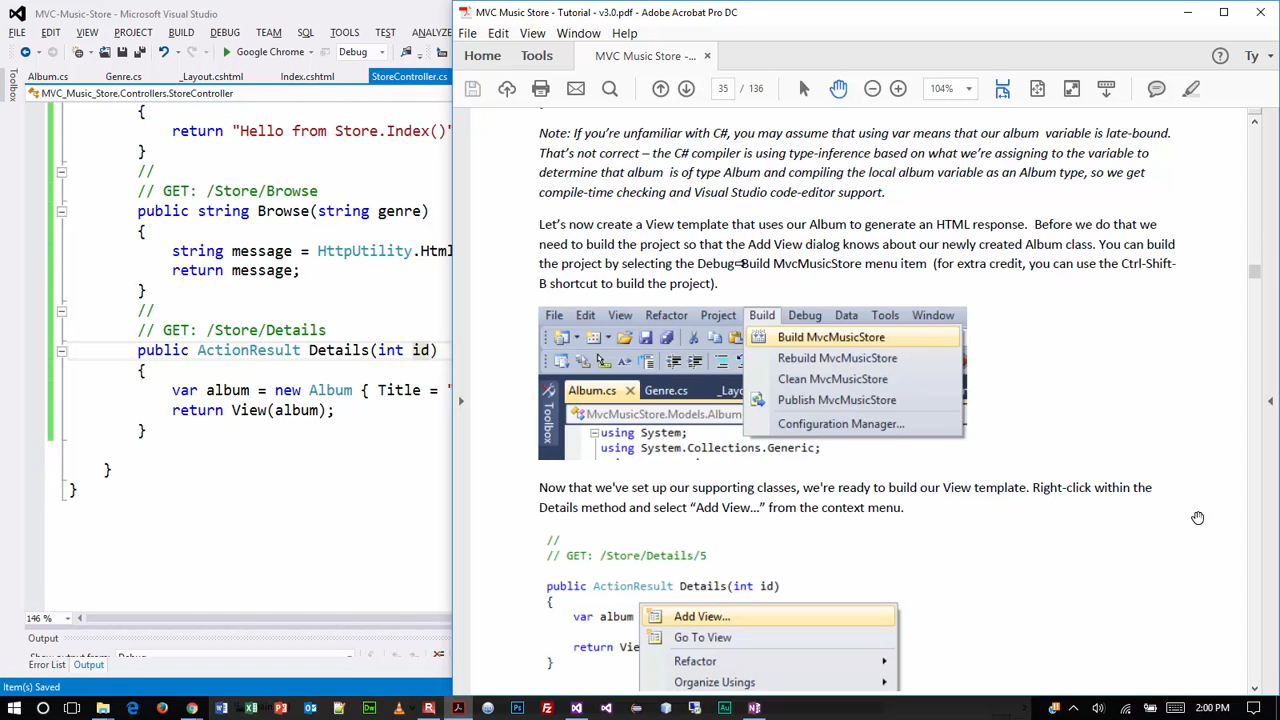 MVC-Music-Store - Microsoft Visual Studio
FILE EDIT VIEW PROJECT BUILD DEBUG TEAM SQL TOOLS TEST ANALYZE
Google Chrome Debug
Album.cs Genre.cs _Layout.cshtml Index.cshtml StoreController.cs
MVC_Music_Store.Controllers.StoreController
Toolbox
{
return "Hello from Store.Index()"
}
//
// GET: /Store/Browse
public string Browse(string genre)
{
string message = HttpUtility.Html
return message;
}
//
// GET: /Store/Details
public ActionResult Details(int id)
{
var album = new Album { Title = "
return View(album);
}
}
}
146 %
Output
Show output from: Debug
Error List Output
Item(s) Saved
MVC Music Store - Tutorial - v3.0.pdf - Adobe Acrobat Pro DC
File Edit View Window Help
Home Tools MVC Music Store -... × Ty
35 / 136 104%
Note: If you're unfamiliar with C#, you may assume that using var means that our album variable is late-bound.
That's not correct – the C# compiler is using type-inference based on what we're assigning to the variable to
determine that album is of type Album and compiling the local album variable as an Album type, so we get
compile-time checking and Visual Studio code-editor support.
Let's now create a View template that uses our Album to generate an HTML response. Before we do that we
need to build the project so that the Add View dialog knows about our newly created Album class. You can build
the project by selecting the Debug⇨Build MvcMusicStore menu item (for extra credit, you can use the Ctrl-Shift-
B shortcut to build the project).
File Edit View Refactor Project Build Debug Data Tools Window
Build MvcMusicStore
Rebuild MvcMusicStore
Clean MvcMusicStore
Publish MvcMusicStore
Configuration Manager...
Album.cs Genre.cs _Layo
MvcMusicStore.Models.Album
Toolbox
using System;
using System.Collections.Generic;
Now that we've set up our supporting classes, we're ready to build our View template. Right-click within the
Details method and select "Add View..." from the context menu.
//
// GET: /Store/Details/5
public ActionResult Details(int id)
{
var album
return Vie
}
Add View...
Go To View
Refactor
Organize Usings
2:00 PM